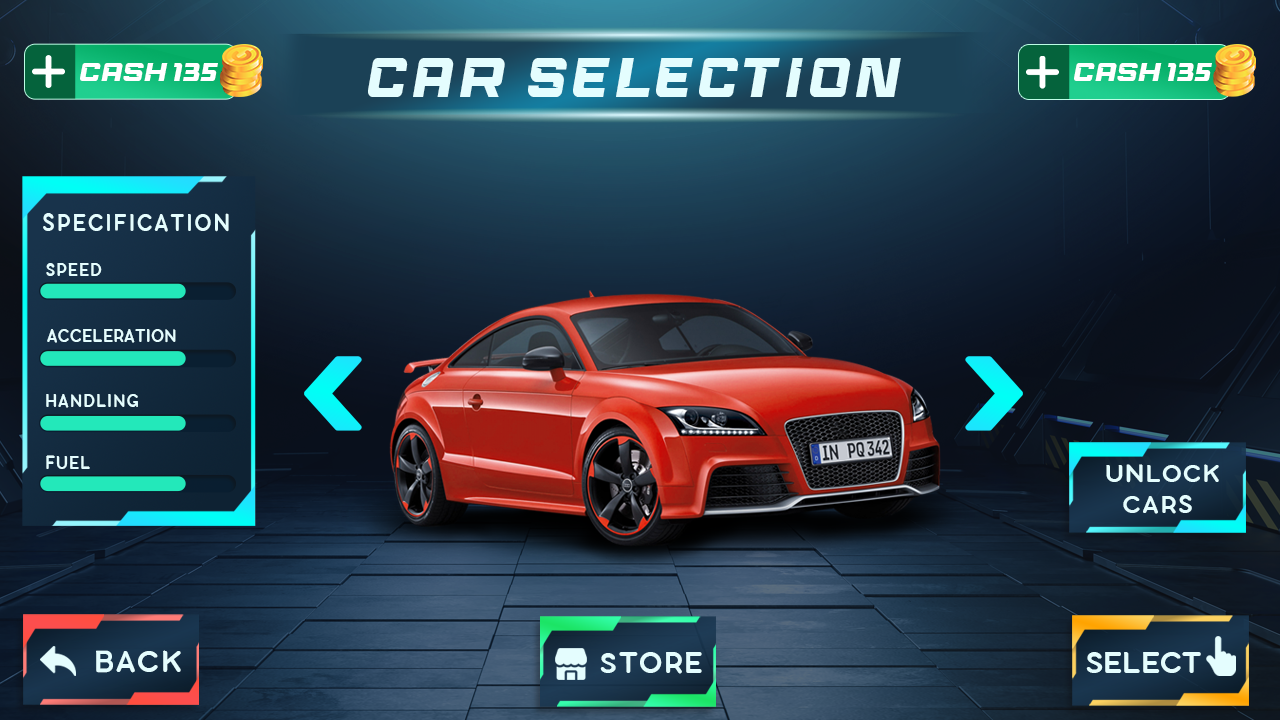 CASH 135
CAR SELECTION
CASH 135
SPECIFICATION
SPEED
ACCELERATION
HANDLING
FUEL
IN PQ 342
UNLOCK
CARS
BACK
STORE
SELECT